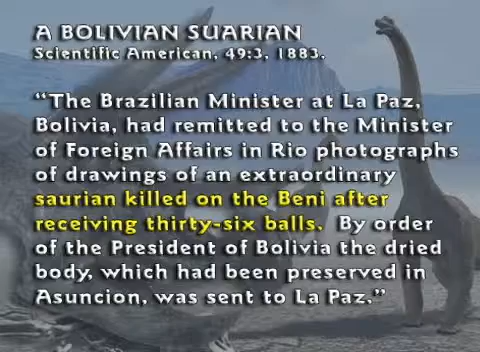 A BOLIVIAN SUARIAN
Scientific American, 49:3, 1883.
“The Brazilian Minister at La Paz,
Bolivia, had remitted to the Minister
of Foreign Affairs in Rio photographs
of drawings of an extraordinary
saurian killed on the Beni after
receiving thirty-six balls. By order
of the President of Bolivia the dried
body, which had been preserved in
Asuncion, was sent to La Paz.”